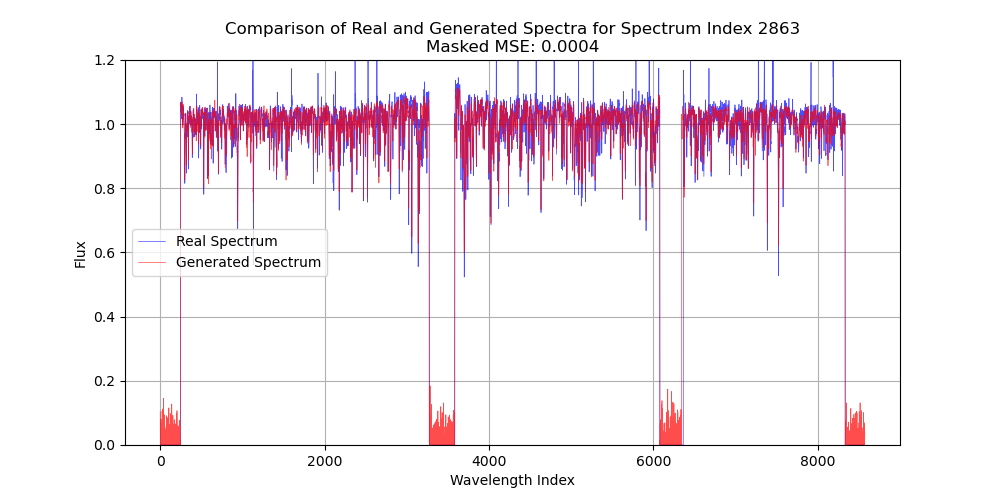 Comparison of Real and Generated Spectra for Spectrum Index 2863
Masked MSE: 0.0004
1.2
1.0
0.8
0.6
0.4
0.2
0.0
Flux
Real Spectrum
Generated Spectrum
0 2000 4000 6000 8000
Wavelength Index